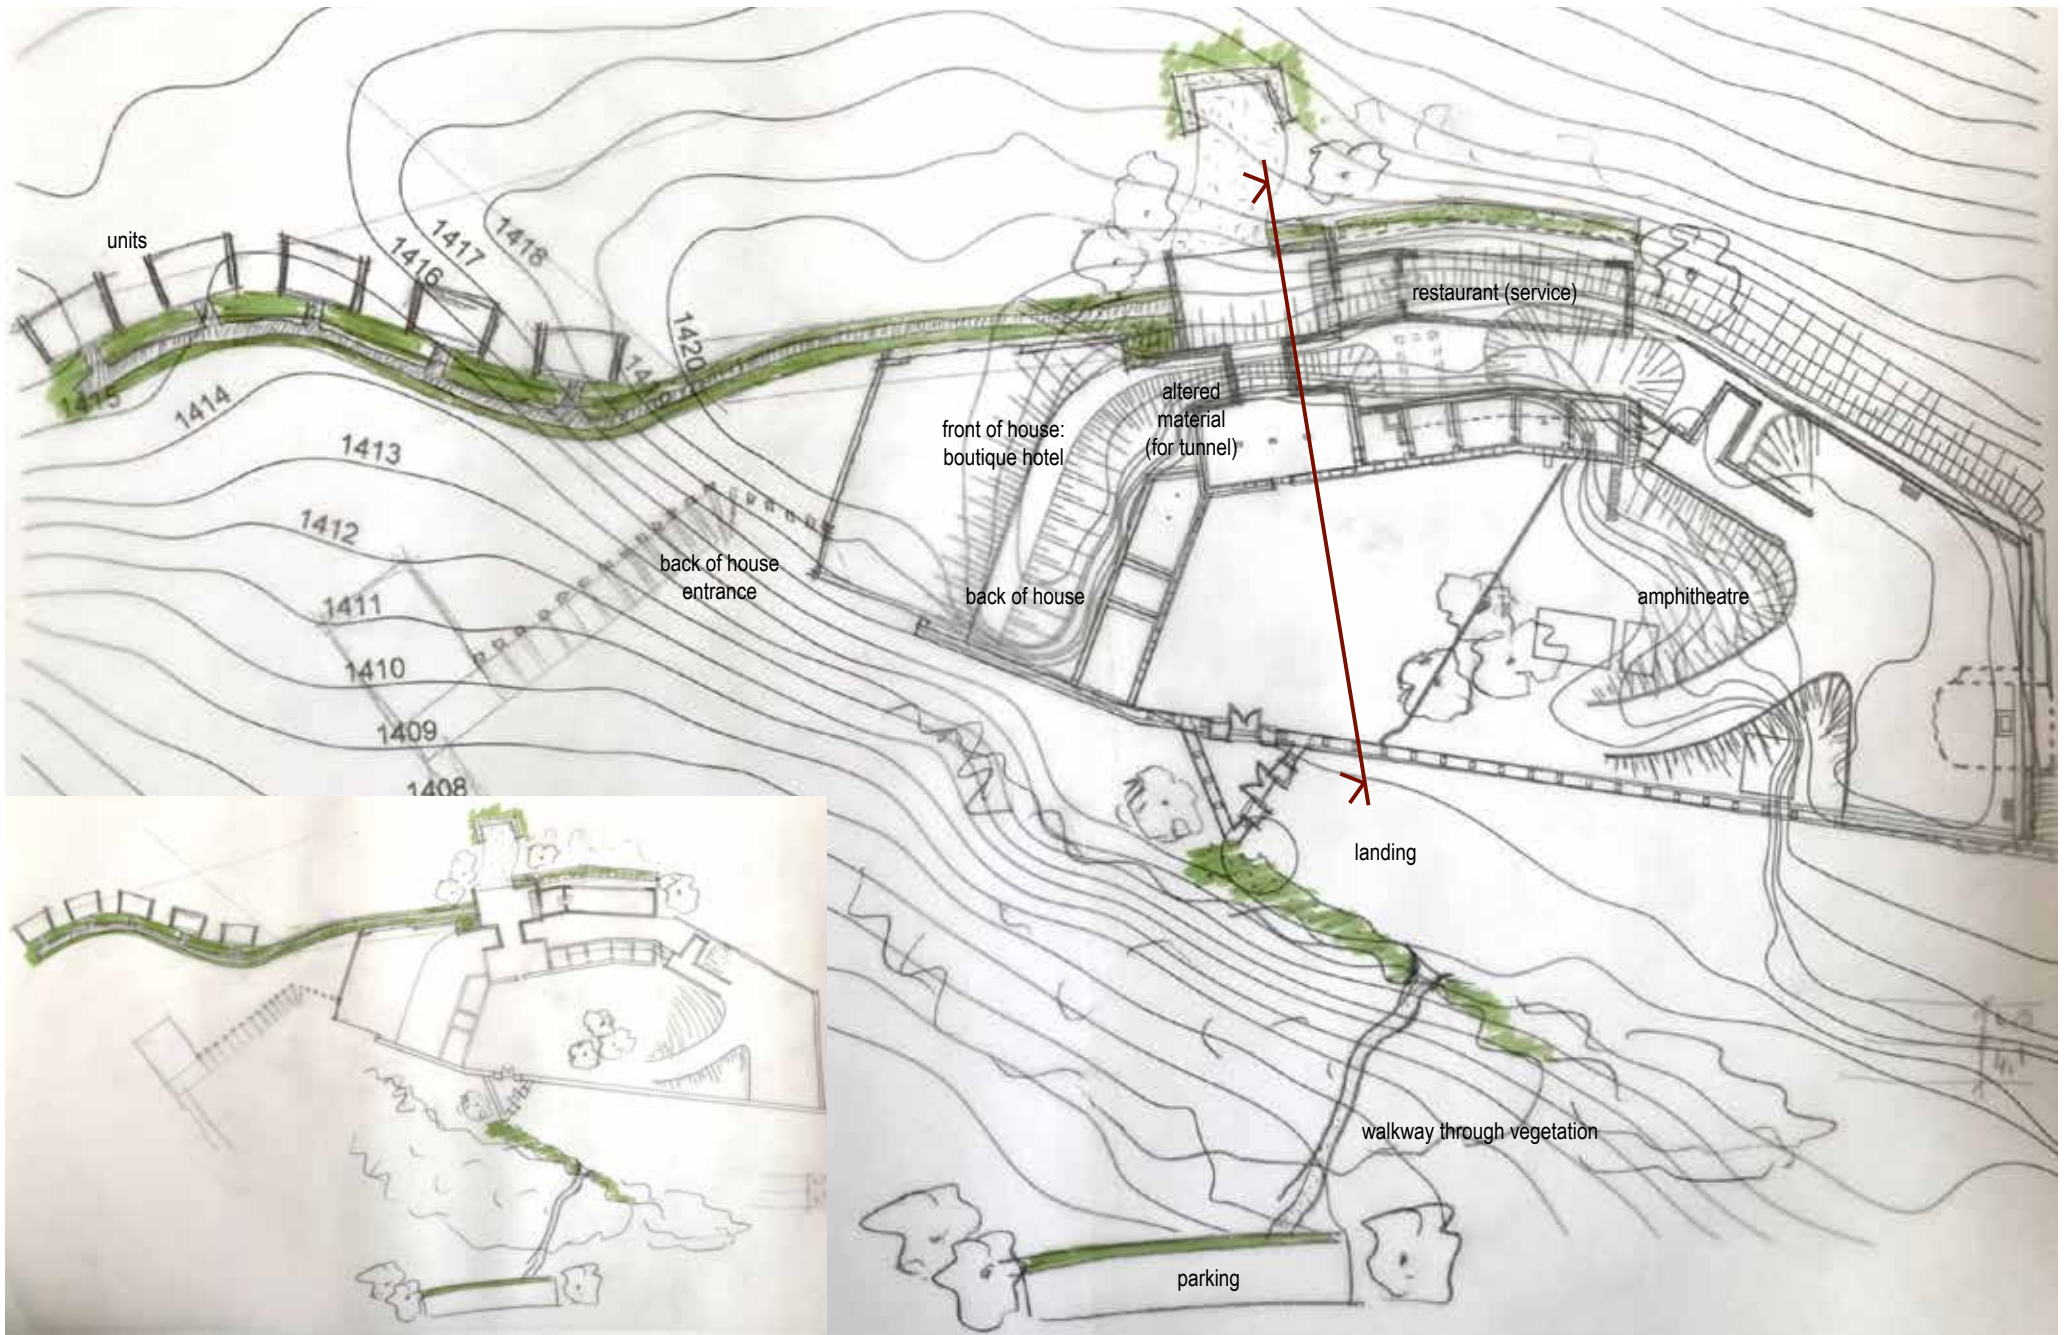 units
1418
1417
1416
restaurant (service)
1420
altered
material
(for tunnel)
1415
1414
front of house:
boutique hotel
1413
1412
back of house
entrance
back of house
amphitheatre
1411
1410
1409
1408
landing
walkway through vegetation
parking